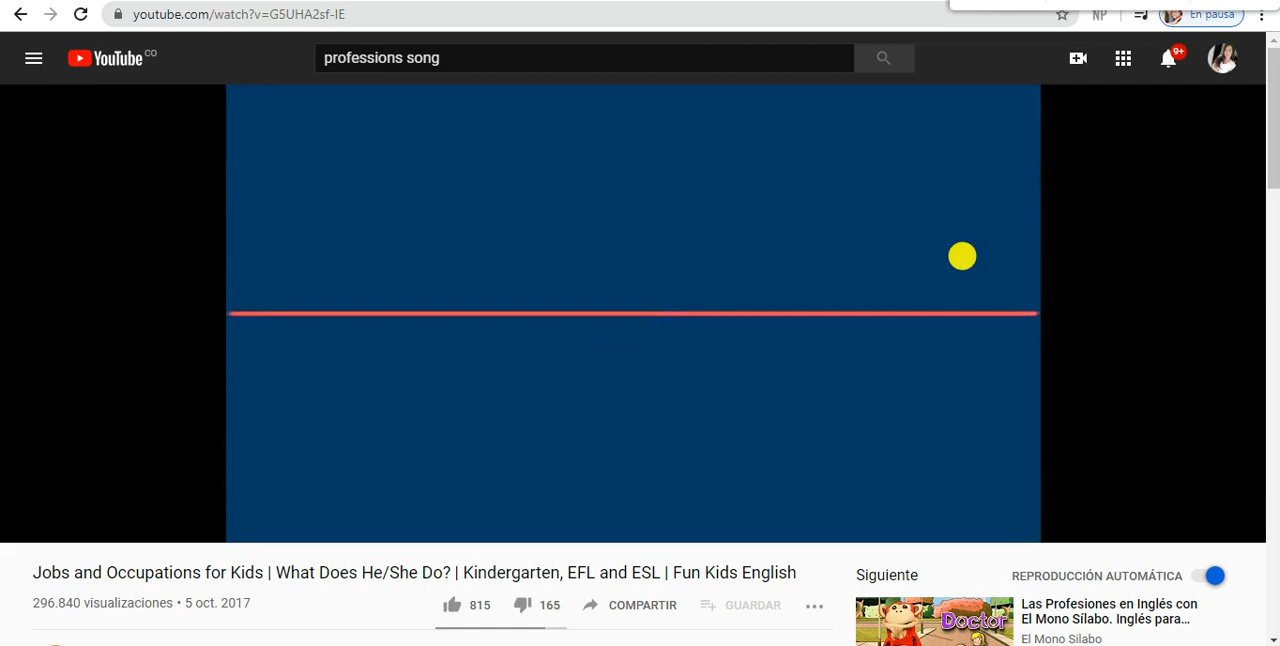 youtube.com/watch?v=G5UHA2sf-IE
NP
En pausa
YouTube CO
professions song
9+
Jobs and Occupations for Kids | What Does He/She Do? | Kindergarten, EFL and ESL | Fun Kids English
296.840 visualizaciones • 5 oct. 2017
815
165
COMPARTIR
GUARDAR
Siguiente
REPRODUCCIÓN AUTOMÁTICA
Doctor
Las Profesiones en Inglés con
El Mono Sílabo. Inglés para...
El Mono Silabo